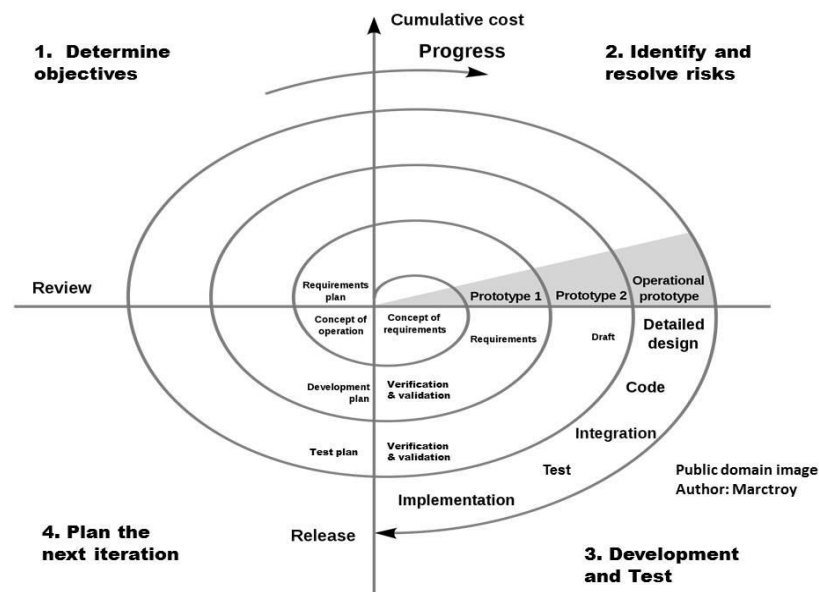 Cumulative cost
Progress
1. Determine
objectives
2. Identify and
resolve risks
Review
Requirements
plan
Prototype 1
Prototype 2
Operational
prototype
Concept of
operation
Concept of
requirements
Requirements
Draft
Detailed
design
Development
plan
Verification
& validation
Code
Test plan
Verification
& validation
Integration
Test
Implementation
Public domain image
Author: Marctroy
4. Plan the
next iteration
Release
3. Development
and Test